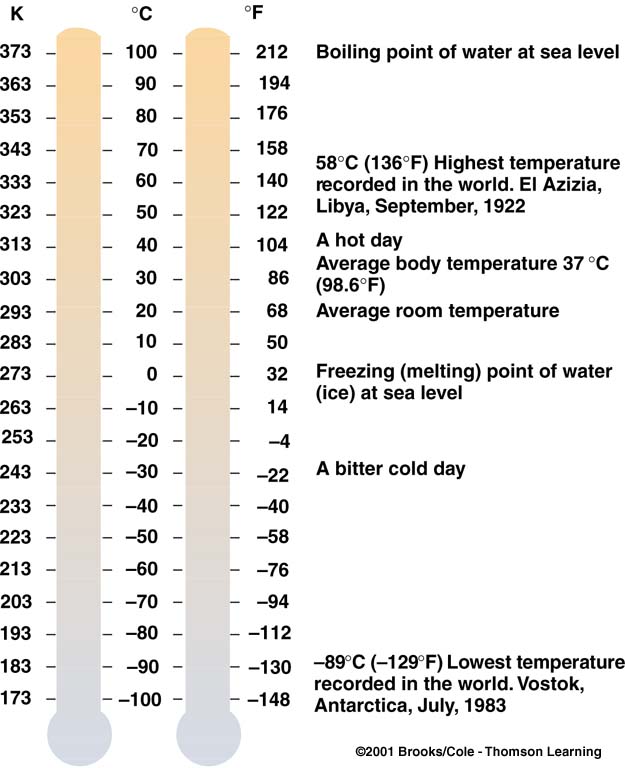 K °C °F
373 100 212 Boiling point of water at sea level
363 90 194
353 80 176
343 70 158
58°C (136°F) Highest temperature
333 60 140 recorded in the world. El Azizia,
323 50 122 Libya, September, 1922
313 40 104 A hot day
Average body temperature 37 °C
303 30 86 (98.6°F)
293 20 68 Average room temperature
283 10 50
273 0 32 Freezing (melting) point of water
(ice) at sea level
263 –10 14
253 –20 –4
243 –30 –22 A bitter cold day
233 –40 –40
223 –50 –58
213 –60 –76
203 –70 –94
193 –80 –112
183 –90 –130 –89°C (–129°F) Lowest temperature
recorded in the world. Vostok,
173 –100 –148 Antarctica, July, 1983
©2001 Brooks/Cole - Thomson Learning